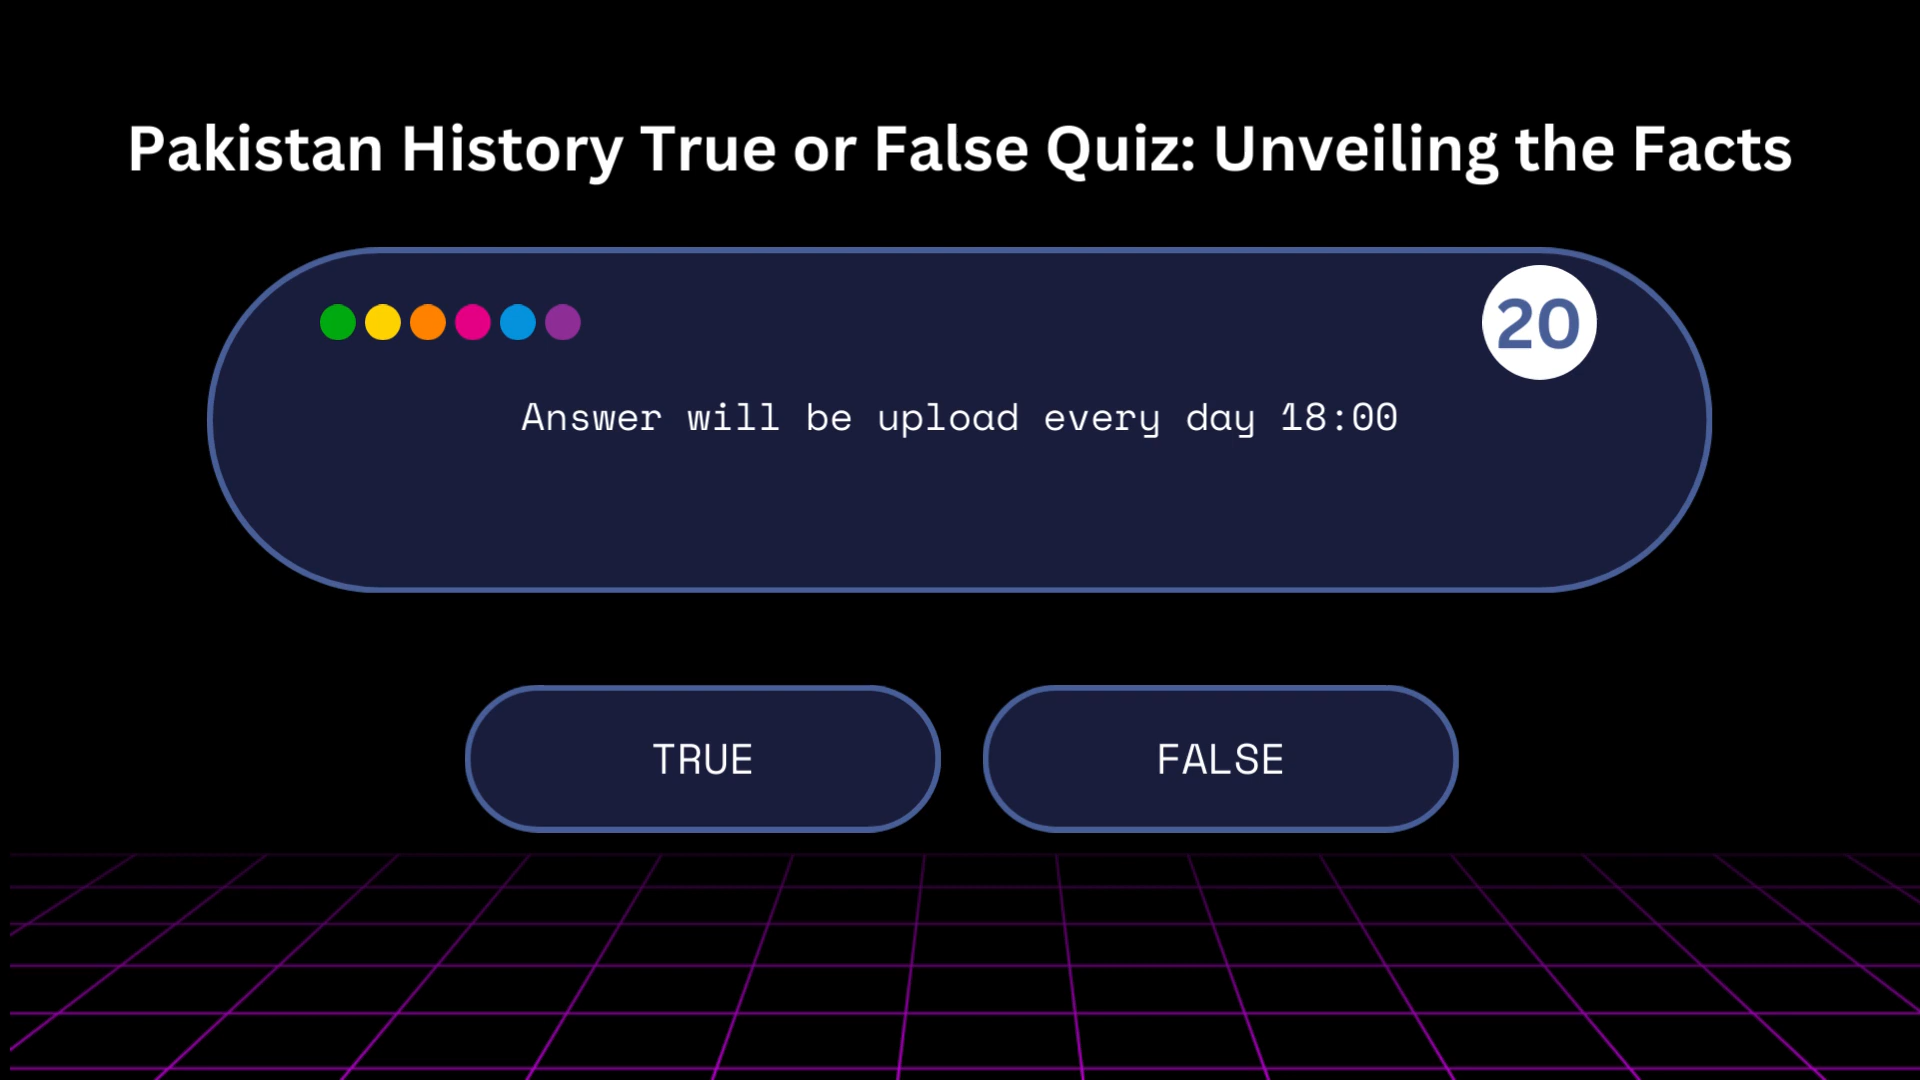 Pakistan History True or False Quiz: Unveiling the Facts
20
Answer will be upload every day 18:00
TRUE
FALSE